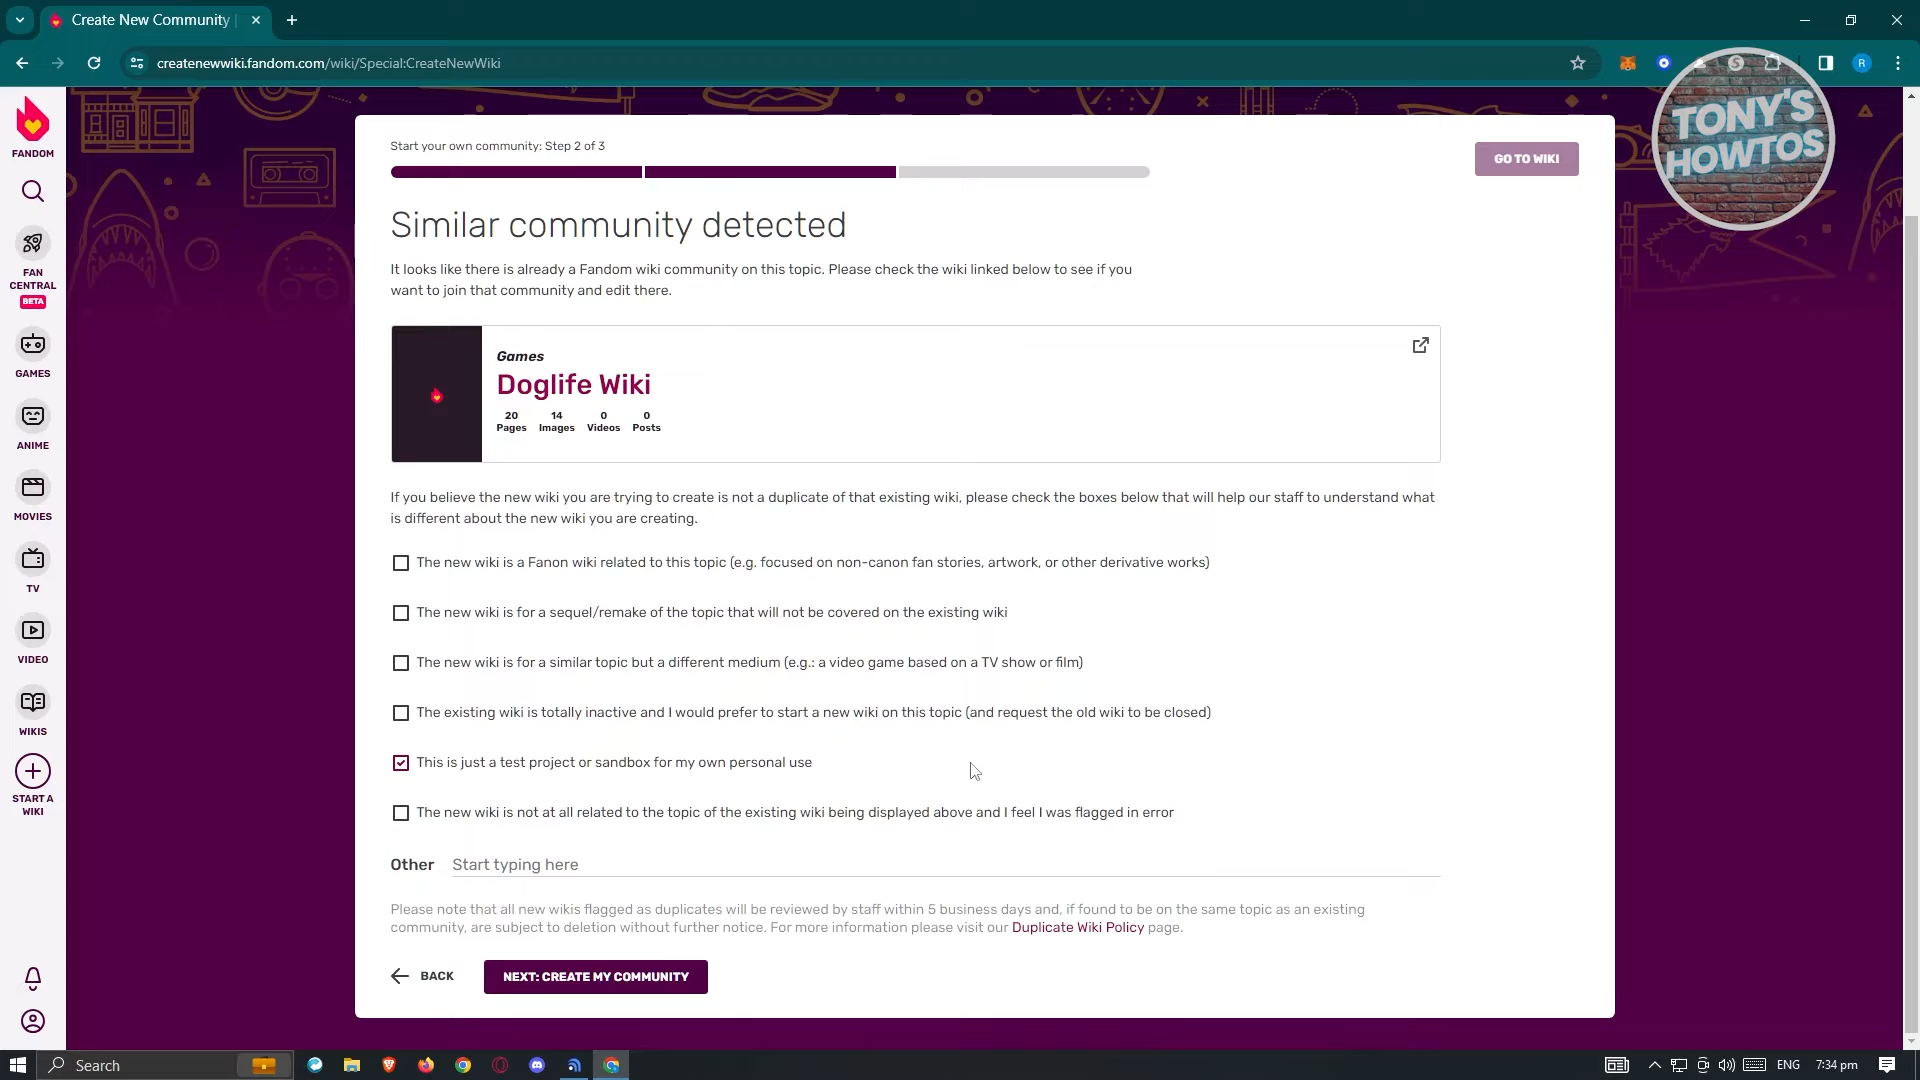 Create New Community
createnewwiki.fandom.com/wiki/Special:CreateNewWiki
R
TONY'S
HOWTOS
FANDOM
FAN
CENTRAL
BETA
GAMES
ANIME
MOVIES
TV
VIDEO
WIKIS
START A
WIKI
Start your own community: Step 2 of 3
GO TO WIKI
Similar community detected
It looks like there is already a Fandom wiki community on this topic. Please check the wiki linked below to see if you
want to join that community and edit there.
Games
Doglife Wiki
20 14 0 0
Pages Images Videos Posts
If you believe the new wiki you are trying to create is not a duplicate of that existing wiki, please check the boxes below that will help our staff to understand what
is different about the new wiki you are creating.
The new wiki is a Fanon wiki related to this topic (e.g. focused on non-canon fan stories, artwork, or other derivative works)
The new wiki is for a sequel/remake of the topic that will not be covered on the existing wiki
The new wiki is for a similar topic but a different medium (e.g.: a video game based on a TV show or film)
The existing wiki is totally inactive and I would prefer to start a new wiki on this topic (and request the old wiki to be closed)
This is just a test project or sandbox for my own personal use
The new wiki is not at all related to the topic of the existing wiki being displayed above and I feel I was flagged in error
Other Start typing here
Please note that all new wikis flagged as duplicates will be reviewed by staff within 5 business days and, if found to be on the same topic as an existing
community, are subject to deletion without further notice. For more information please visit our Duplicate Wiki Policy page.
BACK
NEXT: CREATE MY COMMUNITY
Search
ENG
7:34 pm